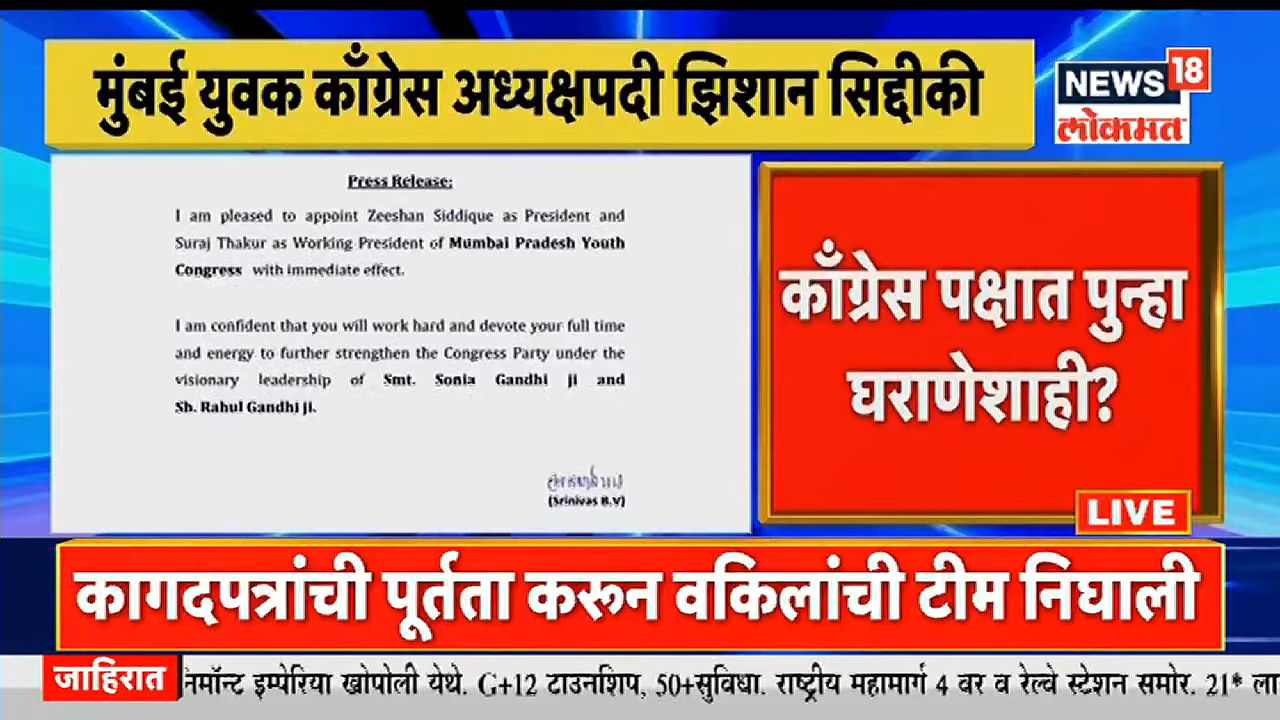 मुंबई युवक काँग्रेस अध्यक्षपदी झिशान सिद्दीकी
NEWS 18
लोकमत
Press Release:
I am pleased to appoint Zeeshan Siddique as President and
Suraj Thakur as Working President of Mumbai Pradesh Youth
Congress with immediate effect.
I am confident that you will work hard and devote your full time
and energy to further strengthen the Congress Party under the
visionary leadership of Smt. Sonia Gandhi ji and
Sh. Rahul Gandhi ji.
(Srinivas B.V)
काँग्रेस पक्षात पुन्हा
घराणेशाही?
LIVE
कागदपत्रांची पूर्तता करून वकिलांची टीम निघाली
जाहिरात
इम्पेरिया खोपोली येथे. G+12 टाउनशिप, 50+सुविधा. राष्ट्रीय महामार्ग 4 वर व रेल्वे स्टेशन समोर. 21*